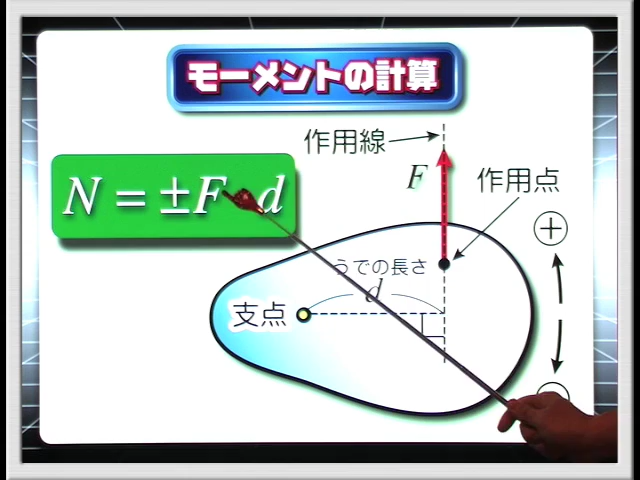 モーメントの計算
作用線
N = ±F d
F
作用点
+
うでの長さ
d
支点